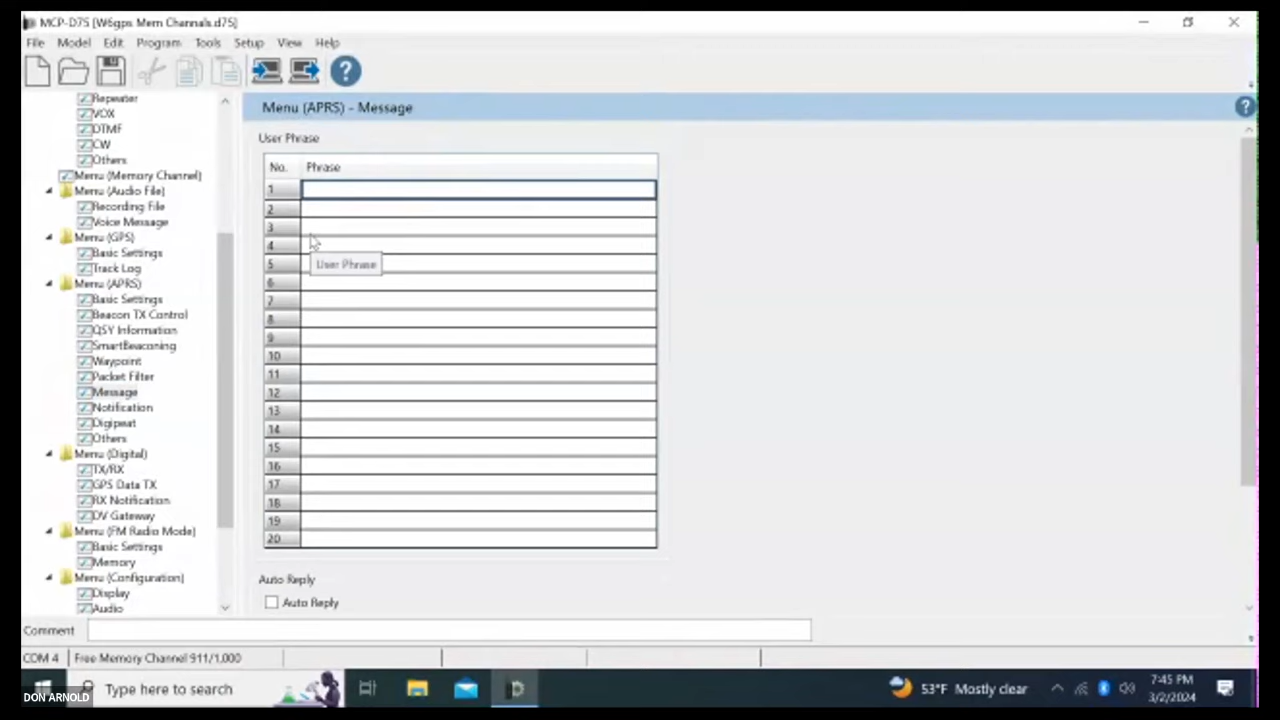 MCP-D75 [W6gps Mem Channels.d75]
File Model Edit Program Tools Setup View Help
Repeater
VOX
DTMF
CW
Others
Menu (Memory Channel)
Menu (Audio File)
Recording File
Voice Message
Menu (GPS)
Basic Settings
Track Log
Menu (APRS)
Basic Settings
Beacon TX Control
QSY Information
SmartBeaconing
Waypoint
Packet Filter
Message
Notification
Digipeat
Others
Menu (Digital)
TX/RX
GPS Data TX
RX Notification
DV Gateway
Menu (FM Radio Mode)
Basic Settings
Memory
Menu (Configuration)
Display
Audio
Menu (APRS) - Message
User Phrase
No. Phrase
1
2
3
4
5
6
7
8
9
10
11
12
13
14
15
16
17
18
19
20
User Phrase
Auto Reply
Auto Reply
Comment
COM 4 Free Memory Channel 911/1,000
Type here to search
53°F Mostly clear
7:45 PM
3/2/2024
DON ARNOLD